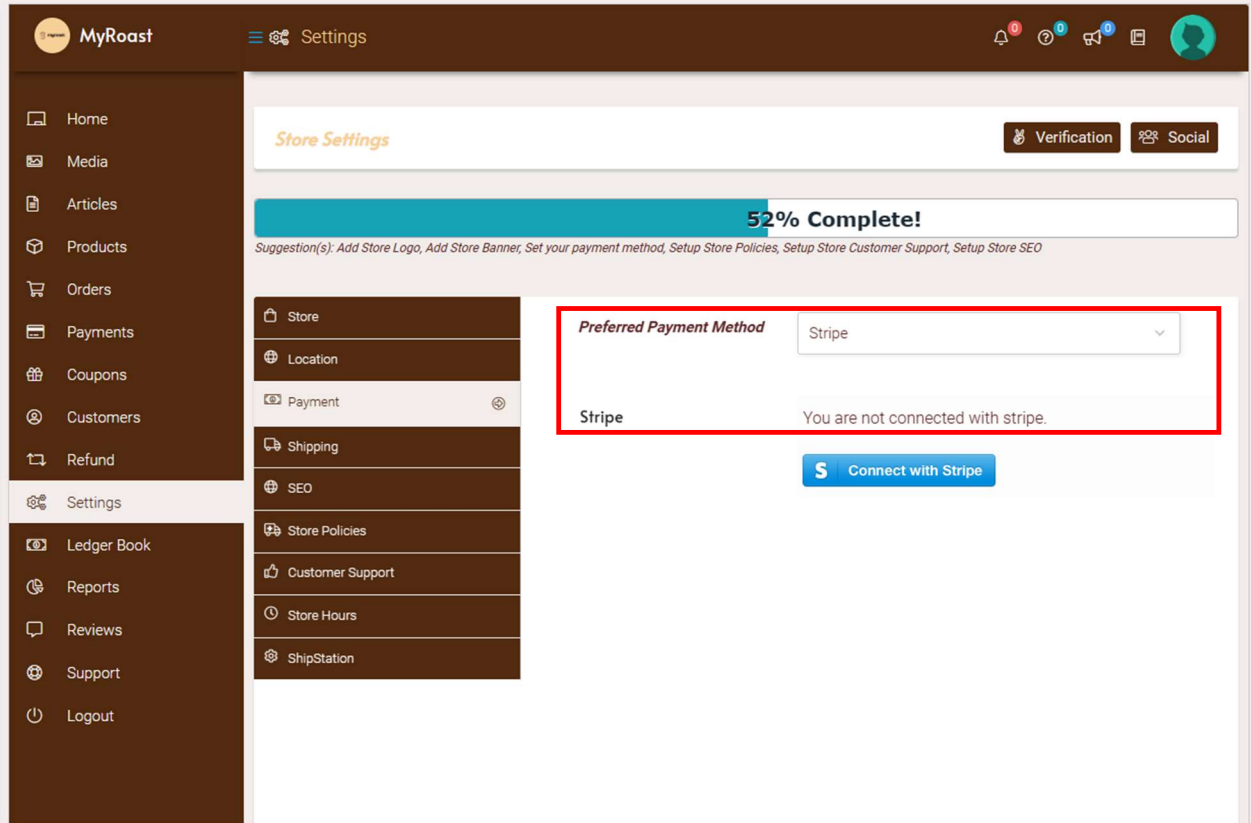 MyRoast
Settings
0
0
0
Home
Media
Articles
Products
Orders
Payments
Coupons
Customers
Refund
Settings
Ledger Book
Reports
Reviews
Support
Logout
Store Settings
Verification
Social
52% Complete!
Suggestion(s): Add Store Logo, Add Store Banner, Set your payment method, Setup Store Policies, Setup Store Customer Support, Setup Store SEO
Store
Location
Payment
Shipping
SEO
Store Policies
Customer Support
Store Hours
ShipStation
Preferred Payment Method
Stripe
Stripe
You are not connected with stripe.
S Connect with Stripe